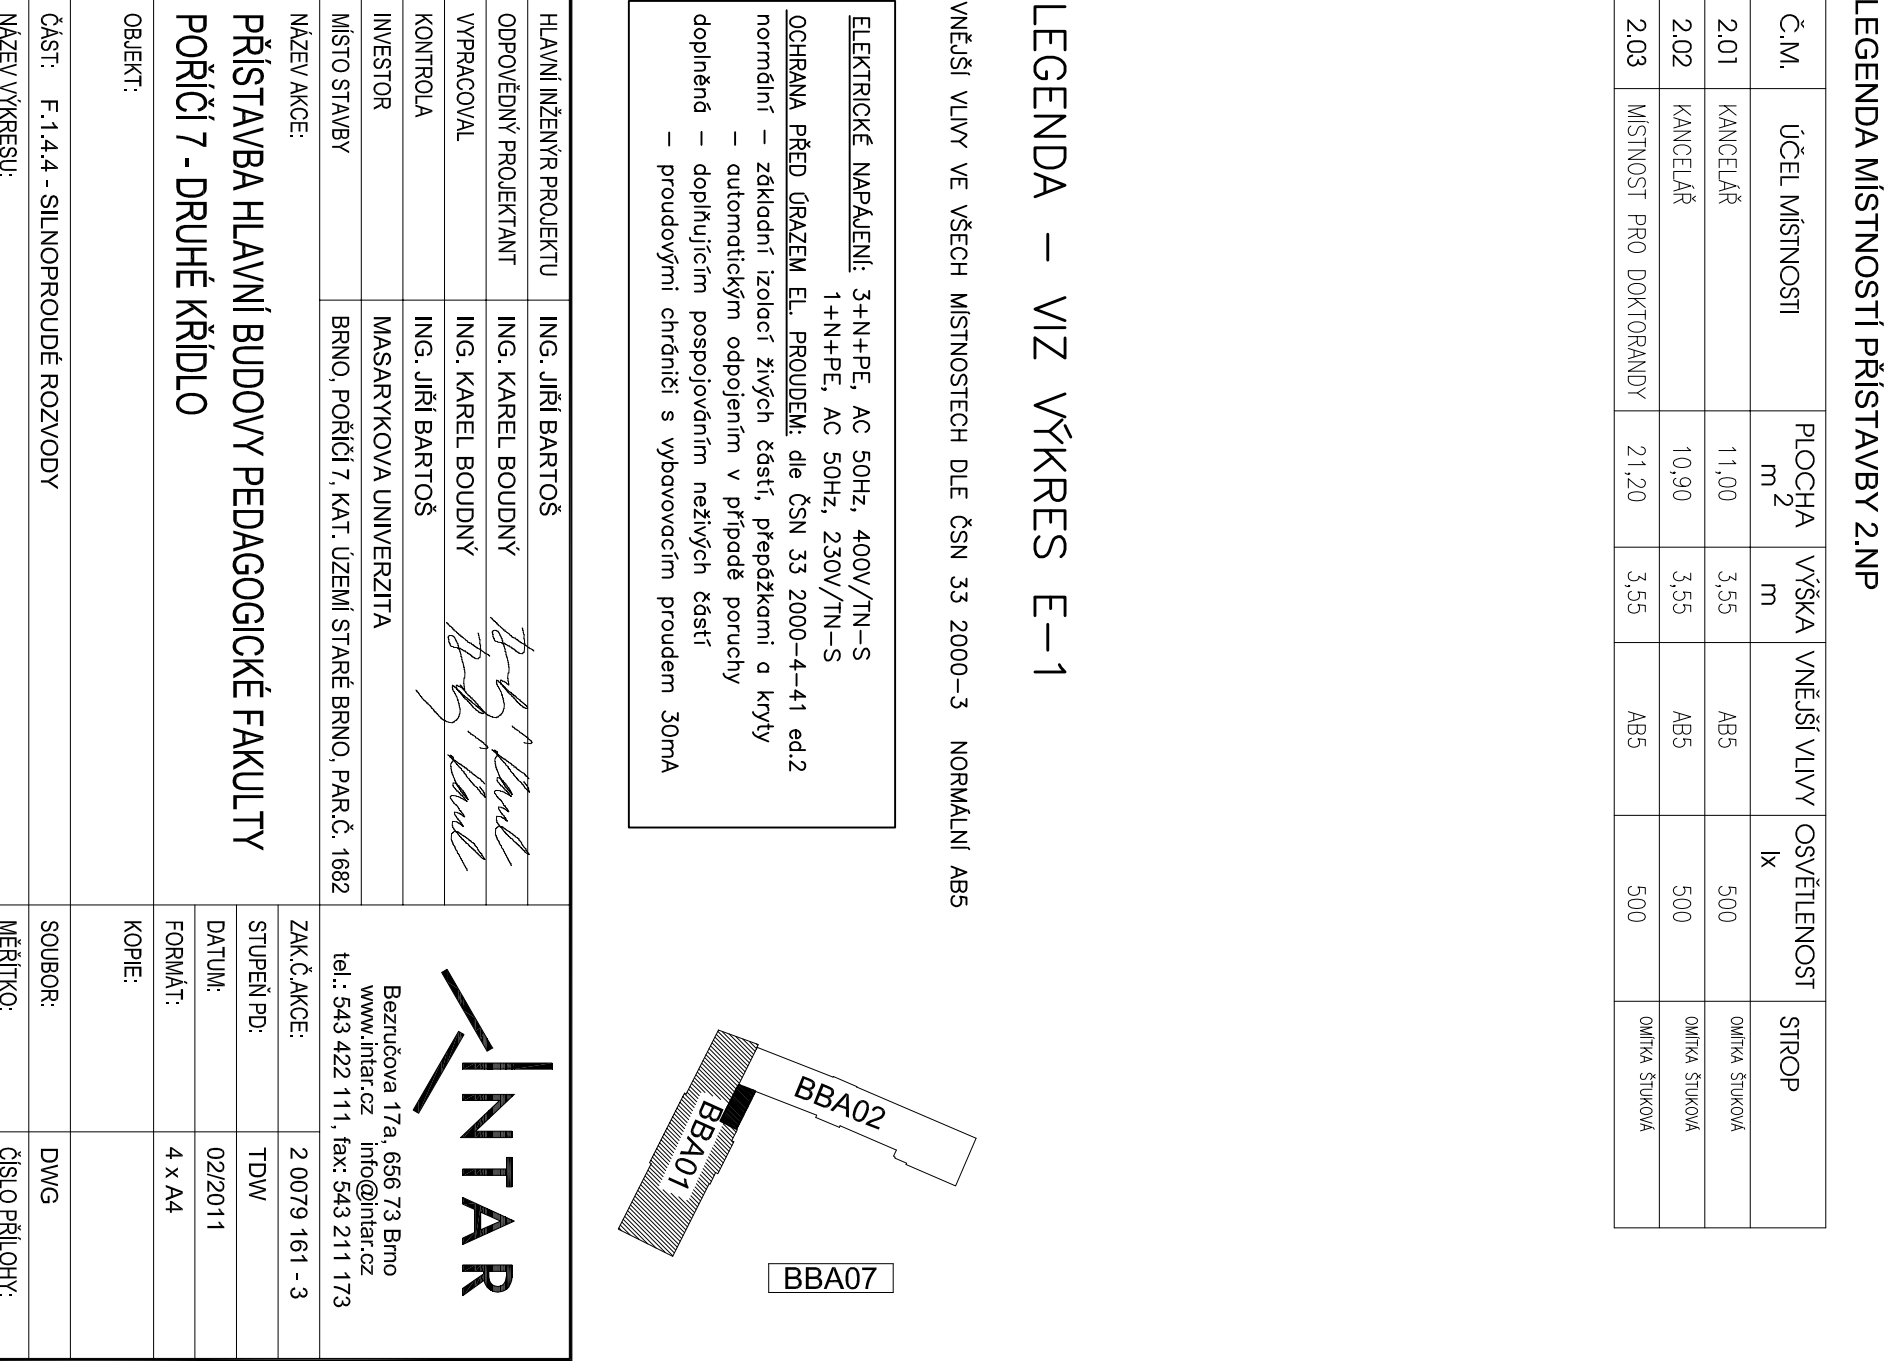 LEGENDA MÍSTNOSTÍ PŘÍSTAVBY 2.NP
Č.M. ÚČEL MÍSTNOSTI PLOCHA m2 VÝŠKA m VNĚJŠÍ VLIVY OSVĚTLENOST lx STROP
2.01 KANCELÁŘ 11,00 3,55 AB5 500 OMÍTKA ŠTUKOVÁ
2.02 KANCELÁŘ 10,90 3,55 AB5 500 OMÍTKA ŠTUKOVÁ
2.03 MÍSTNOST PRO DOKTORANDY 21,20 3,55 AB5 500 OMÍTKA ŠTUKOVÁ
LEGENDA – VIZ VÝKRES E–1
VNĚJŠÍ VLIVY VE VŠECH MÍSTNOSTECH DLE ČSN 33 2000–3 NORMÁLNÍ AB5
ELEKTRICKÉ NAPÁJENÍ: 3+N+PE, AC 50Hz, 400V/TN–S
1+N+PE, AC 50Hz, 230V/TN–S
OCHRANA PŘED ÚRAZEM EL. PROUDEM: dle ČSN 33 2000–4–41 ed.2
normální – základní izolací živých částí, přepážkami a kryty
– automatickým odpojením v případě poruchy
doplněná – doplňujícím pospojováním neživých částí
– proudovými chrániči s vybavovacím proudem 30mA
BBA02
BBA01
BBA07
HLAVNÍ INŽENÝR PROJEKTU ING. JIŘÍ BARTOŠ
ODPOVĚDNÝ PROJEKTANT ING. KAREL BOUDNÝ
VYPRACOVAL ING. KAREL BOUDNÝ
KONTROLA ING. JIŘÍ BARTOŠ
INVESTOR MASARYKOVA UNIVERZITA
MÍSTO STAVBY BRNO, POŘÍČÍ 7, KAT. ÚZEMÍ STARÉ BRNO, PAR.Č. 1682
INTAR
Bezručova 17a, 656 73 Brno
www.intar.cz info@intar.cz
tel.: 543 422 111, fax: 543 211 173
NÁZEV AKCE:
PŘÍSTAVBA HLAVNÍ BUDOVY PEDAGOGICKÉ FAKULTY
POŘÍČÍ 7 - DRUHÉ KŘÍDLO
ZAK.Č.AKCE: 2 0079 161 - 3
STUPEŇ PD: TDW
DATUM: 02/2011
FORMÁT: 4 x A4
OBJEKT:
KOPIE:
ČÁST: F.1.4.4 - SILNOPROUDÉ ROZVODY
SOUBOR: DWG
NÁZEV VÝKRESU:
MĚŘÍTKO:
ČÍSLO PŘÍLOHY: